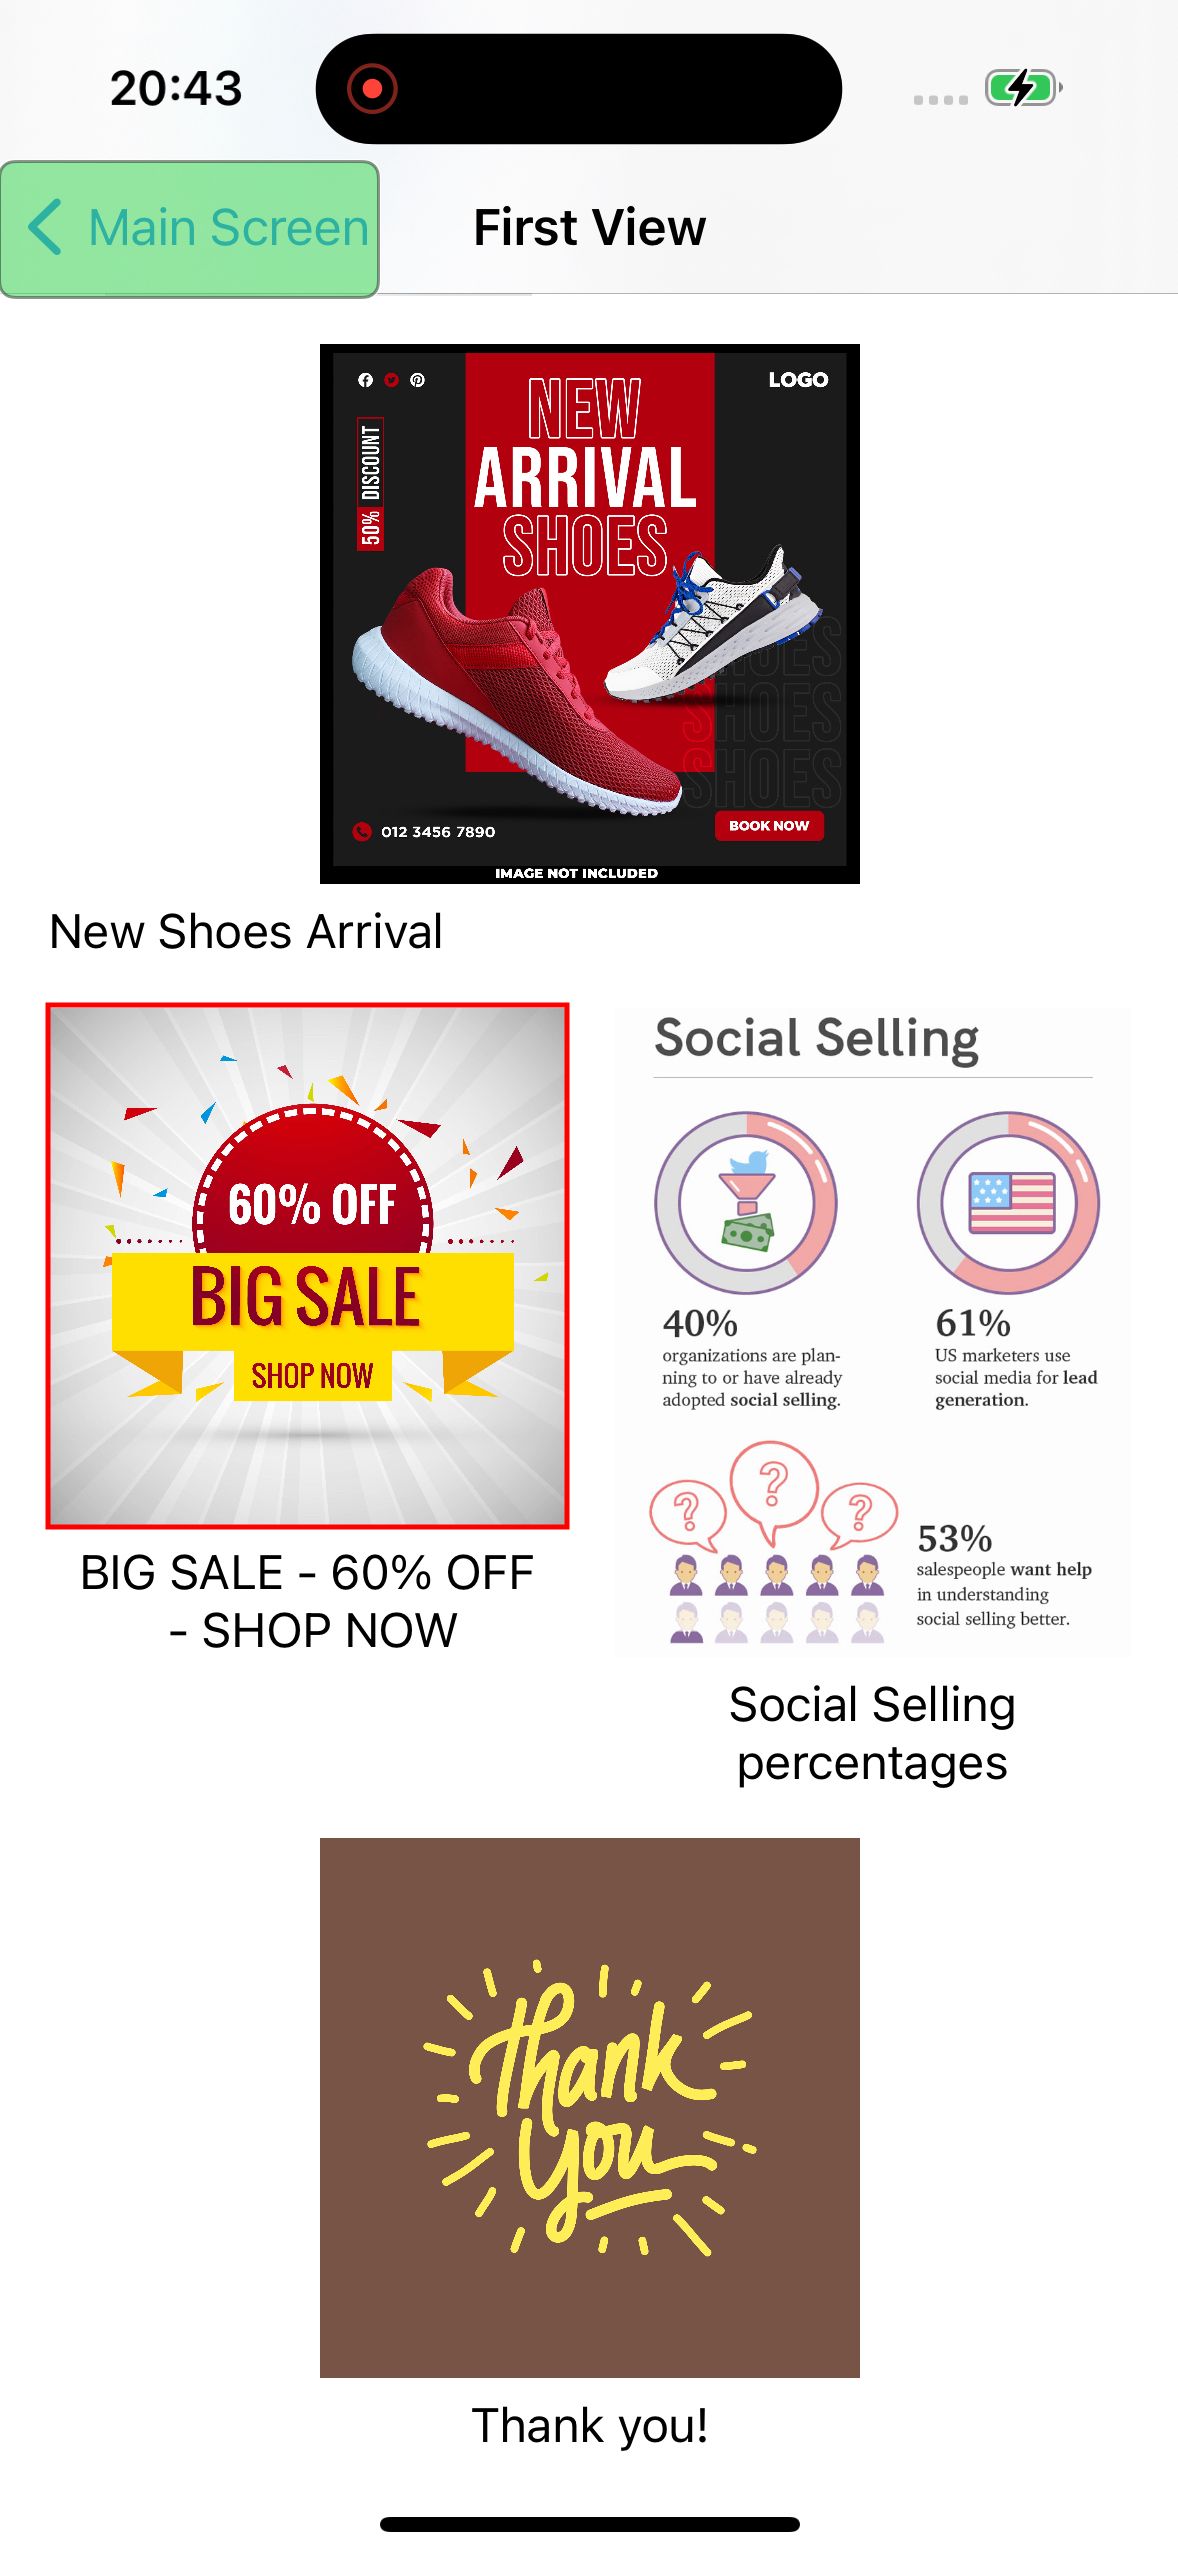 20:43
Main Screen
First View
LOGO
NEW
ARRIVAL
SHOES
50% DISCOUNT
SHOES
SHOES
SHOES
012 3456 7890
BOOK NOW
IMAGE NOT INCLUDED
New Shoes Arrival
60% OFF
BIG SALE
SHOP NOW
BIG SALE - 60% OFF
- SHOP NOW
Social Selling
40%
organizations are plan-
ning to or have already
adopted social selling.
61%
US marketers use
social media for lead
generation.
?
?
?
53%
salespeople want help
in understanding
social selling better.
Social Selling
percentages
Thank
you
Thank you!